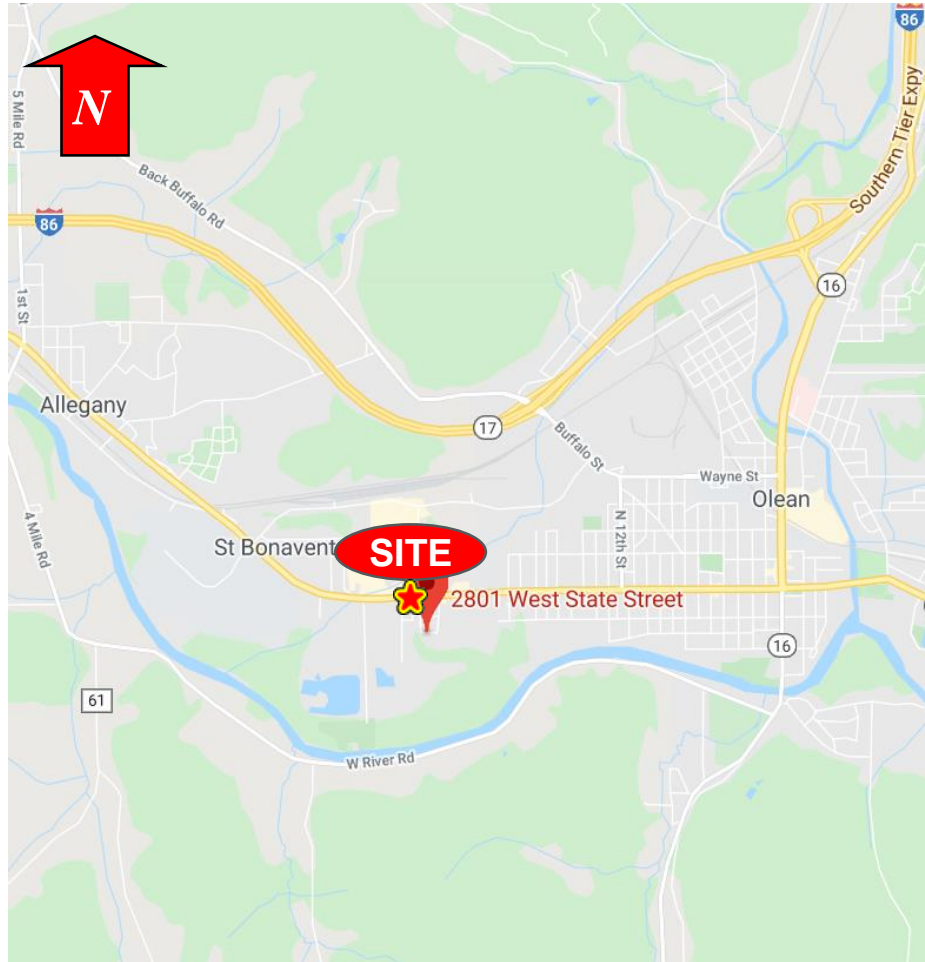 86
N
5 Mile Rd
Back Buffalo Rd
Southern Tier Expy
86
16
1st St
Allegany
17
Buffalo St
Wayne St
Olean
4 Mile Rd
N 12th St
St Bonavent
SITE
2801 West State Street
16
61
W River Rd